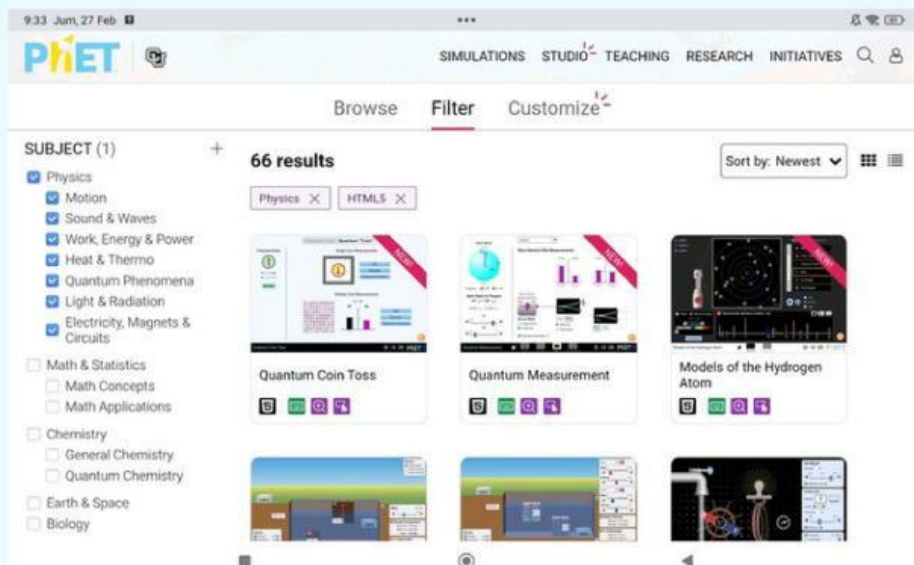 9.33 Jum, 27 Feb
PhET
SIMULATIONS STUDIO TEACHING RESEARCH INITIATIVES
Browse Filter Customize
SUBJECT (1) +
Physics
Motion
Sound & Waves
Work, Energy & Power
Heat & Thermo
Quantum Phenomena
Light & Radiation
Electricity, Magnets &
Circuits
Math & Statistics
Math Concepts
Math Applications
Chemistry
General Chemistry
Quantum Chemistry
Earth & Space
Biology
66 results
Sort by: Newest
Physics X HTML5 X
NEW!
NEW!
NEW!
Quantum Coin Toss
Quantum Measurement
Models of the Hydrogen
Atom